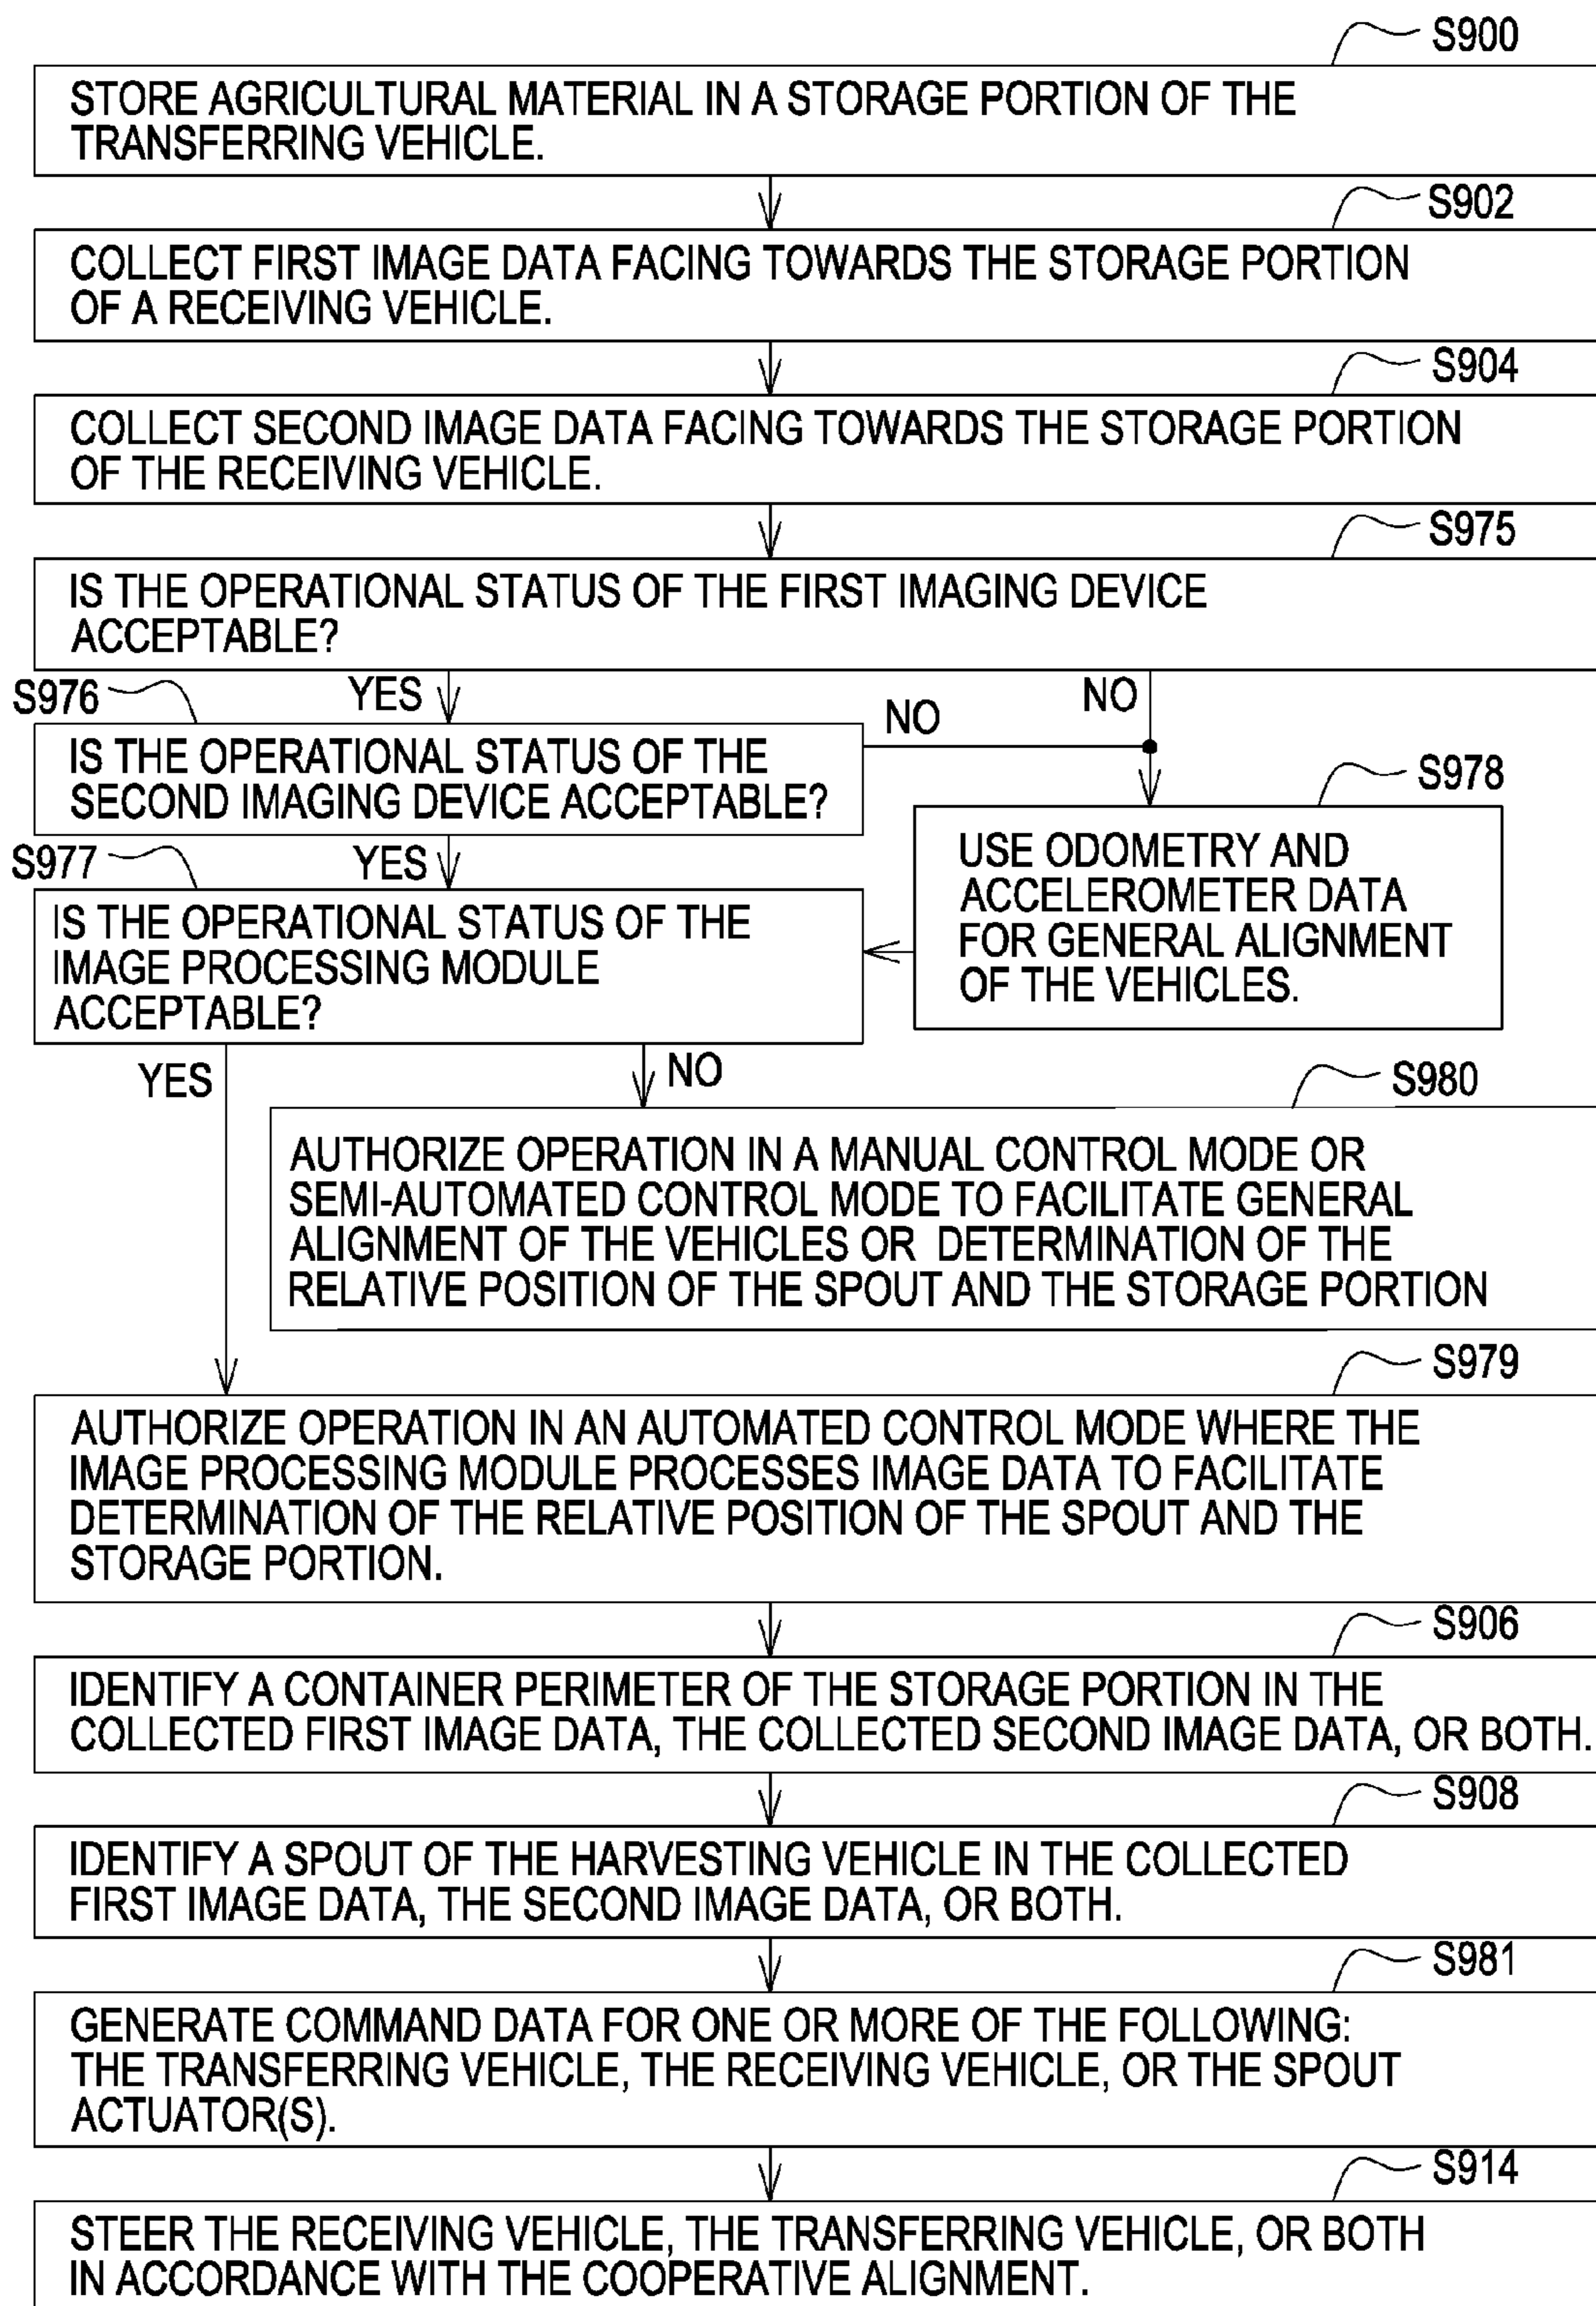 S900
STORE AGRICULTURAL MATERIAL IN A STORAGE PORTION OF THE
TRANSFERRING VEHICLE.
S902
COLLECT FIRST IMAGE DATA FACING TOWARDS THE STORAGE PORTION
OF A RECEIVING VEHICLE.
S904
COLLECT SECOND IMAGE DATA FACING TOWARDS THE STORAGE PORTION
OF THE RECEIVING VEHICLE.
S975
IS THE OPERATIONAL STATUS OF THE FIRST IMAGING DEVICE
ACCEPTABLE?
S976
YES
NO
NO
IS THE OPERATIONAL STATUS OF THE
SECOND IMAGING DEVICE ACCEPTABLE?
S978
USE ODOMETRY AND
ACCELEROMETER DATA
FOR GENERAL ALIGNMENT
OF THE VEHICLES.
S977
YES
IS THE OPERATIONAL STATUS OF THE
IMAGE PROCESSING MODULE
ACCEPTABLE?
YES
NO
S980
AUTHORIZE OPERATION IN A MANUAL CONTROL MODE OR
SEMI-AUTOMATED CONTROL MODE TO FACILITATE GENERAL
ALIGNMENT OF THE VEHICLES OR DETERMINATION OF THE
RELATIVE POSITION OF THE SPOUT AND THE STORAGE PORTION
S979
AUTHORIZE OPERATION IN AN AUTOMATED CONTROL MODE WHERE THE
IMAGE PROCESSING MODULE PROCESSES IMAGE DATA TO FACILITATE
DETERMINATION OF THE RELATIVE POSITION OF THE SPOUT AND THE
STORAGE PORTION.
S906
IDENTIFY A CONTAINER PERIMETER OF THE STORAGE PORTION IN THE
COLLECTED FIRST IMAGE DATA, THE COLLECTED SECOND IMAGE DATA, OR BOTH.
S908
IDENTIFY A SPOUT OF THE HARVESTING VEHICLE IN THE COLLECTED
FIRST IMAGE DATA, THE SECOND IMAGE DATA, OR BOTH.
S981
GENERATE COMMAND DATA FOR ONE OR MORE OF THE FOLLOWING:
THE TRANSFERRING VEHICLE, THE RECEIVING VEHICLE, OR THE SPOUT
ACTUATOR(S).
S914
STEER THE RECEIVING VEHICLE, THE TRANSFERRING VEHICLE, OR BOTH
IN ACCORDANCE WITH THE COOPERATIVE ALIGNMENT.